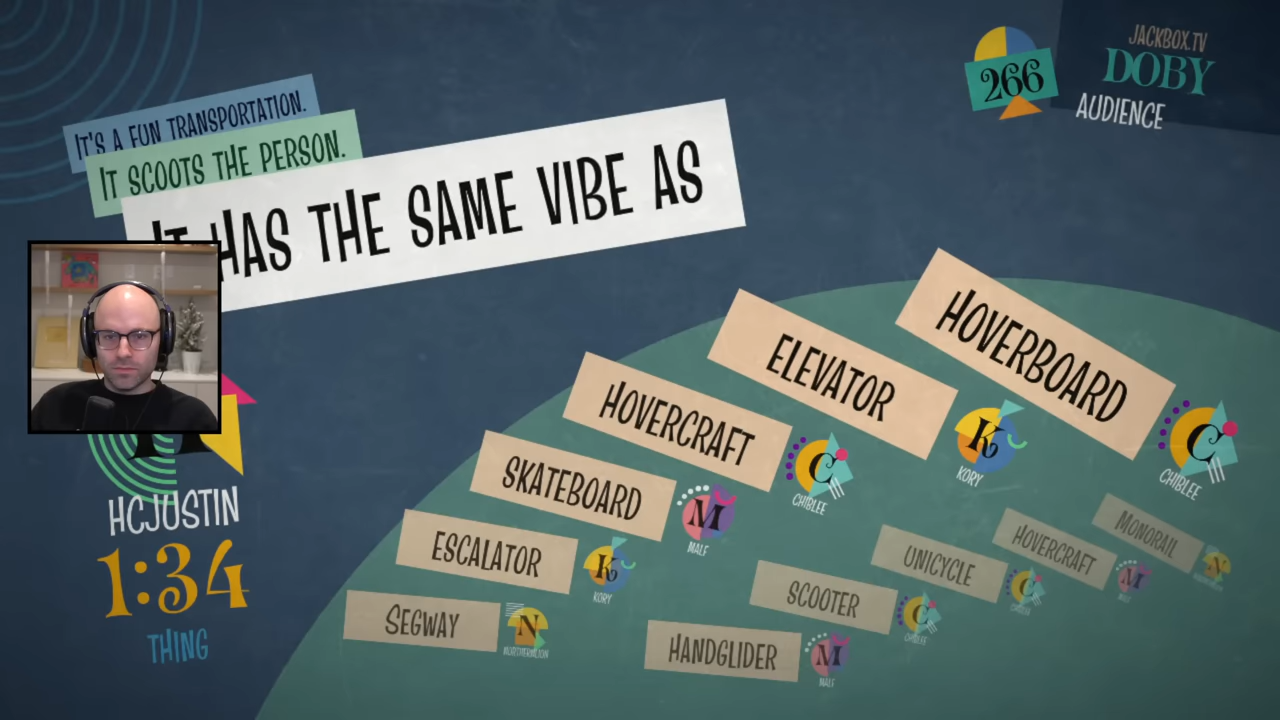 JACKBOX.TV
DOBY
266
AUDIENCE
IT'S A FUN TRANSPORTATION.
IT SCOOTS THE PERSON.
IT HAS THE SAME VIBE AS
HOVERBOARD
C
CHIBLEE
ELEVATOR
K
KORY
HOVERCRAFT
C
CHIBLEE
SKATEBOARD
M
MALF
ESCALATOR
K
KORY
SEGWAY
N
NORTHERNLION
MONORAIL
N
HOVERCRAFT
M
UNICYCLE
C
CHIBLEE
SCOOTER
C
CHIBLEE
HANDGLIDER
M
MALF
HCJUSTIN
1:34
THING